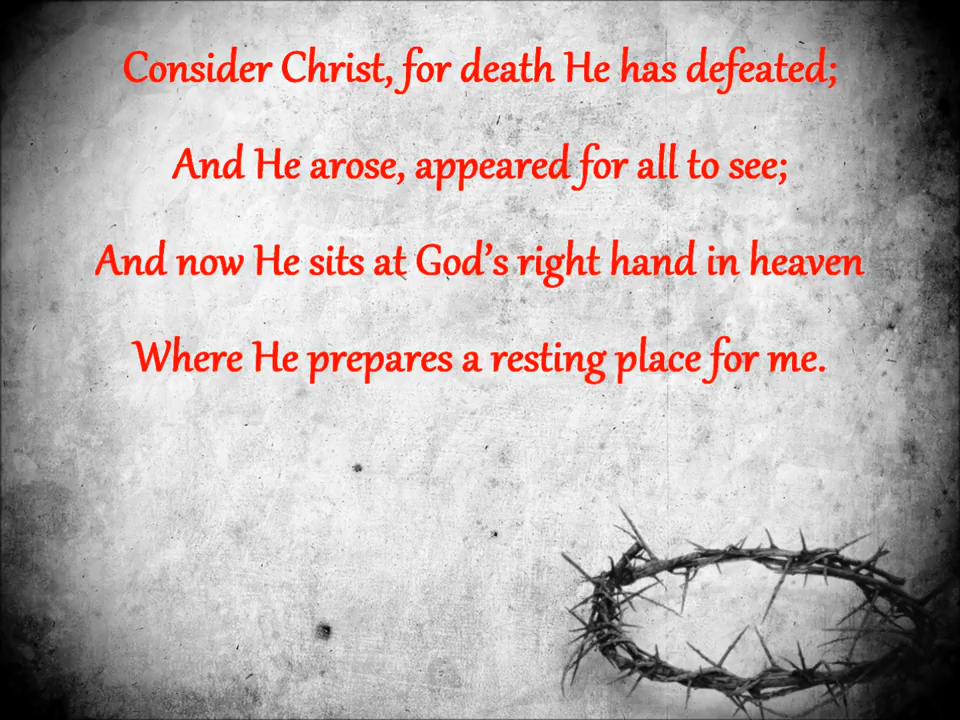 Consider Christ, for death He has defeated;
And He arose, appeared for all to see;
And now He sits at God’s right hand in heaven
Where He prepares a resting place for me.